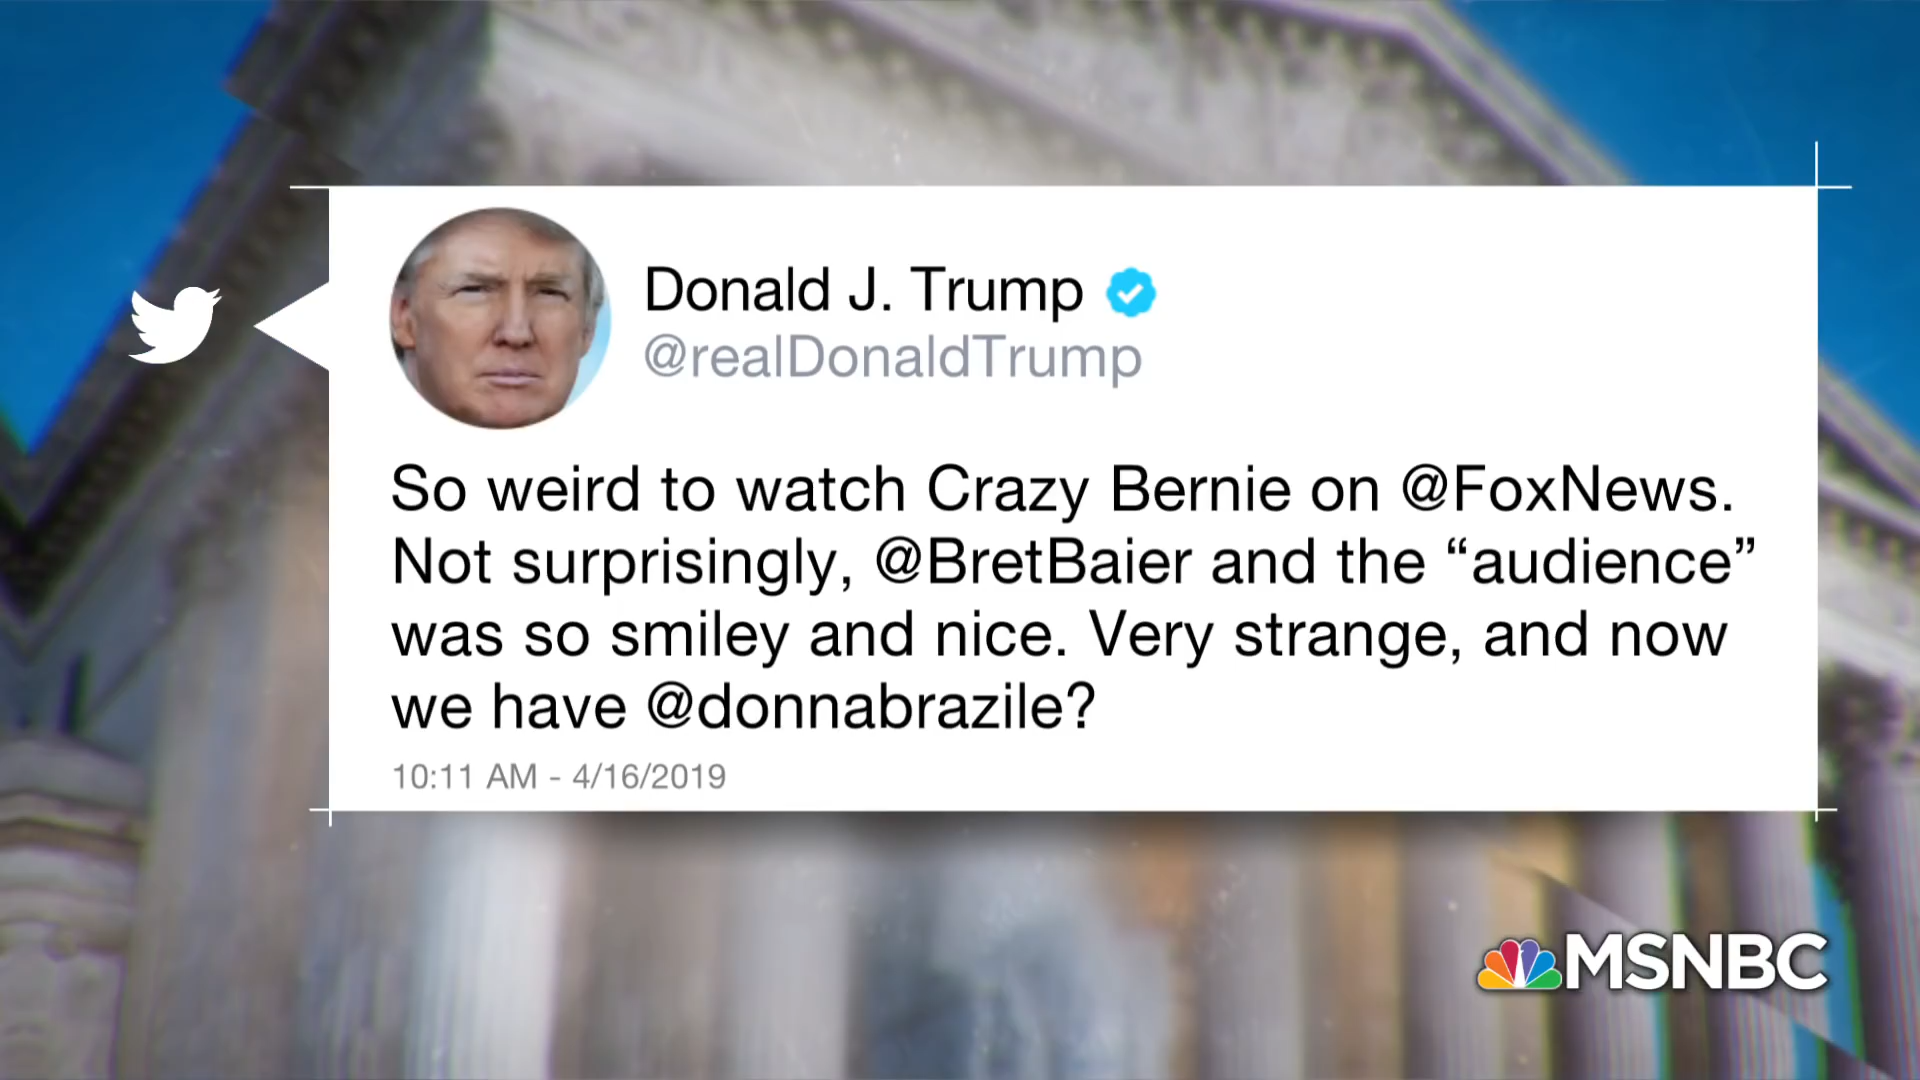 Donald J. Trump
@realDonaldTrump
So weird to watch Crazy Bernie on @FoxNews.
Not surprisingly, @BretBaier and the “audience”
was so smiley and nice. Very strange, and now
we have @donnabrazile?
10:11 AM - 4/16/2019
MSNBC